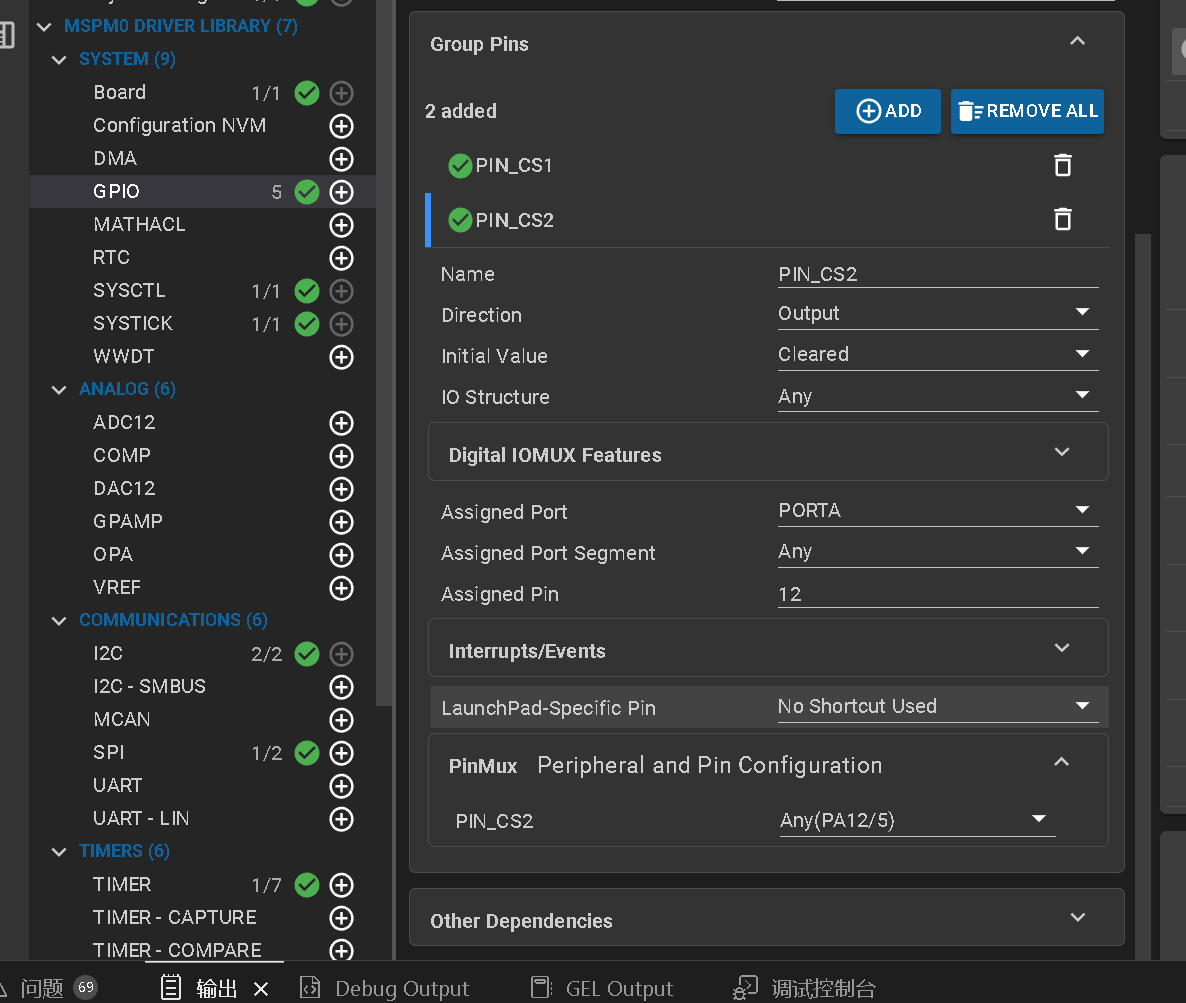 MSPM0 DRIVER LIBRARY (7)
SYSTEM (9)
Board 1/1
Configuration NVM
DMA
GPIO 5
MATHACL
RTC
SYSCTL 1/1
SYSTICK 1/1
WWDT
ANALOG (6)
ADC12
COMP
DAC12
GPAMP
OPA
VREF
COMMUNICATIONS (6)
I2C 2/2
I2C - SMBUS
MCAN
SPI 1/2
UART
UART - LIN
TIMERS (6)
TIMER 1/7
TIMER - CAPTURE
TIMER - COMPARE
Group Pins
2 added
ADD
REMOVE ALL
PIN_CS1
PIN_CS2
Name PIN_CS2
Direction Output
Initial Value Cleared
IO Structure Any
Digital IOMUX Features
Assigned Port PORTA
Assigned Port Segment Any
Assigned Pin 12
Interrupts/Events
LaunchPad-Specific Pin No Shortcut Used
PinMux Peripheral and Pin Configuration
PIN_CS2 Any(PA12/5)
Other Dependencies
问题 69 输出 Debug Output GEL Output 调试控制台